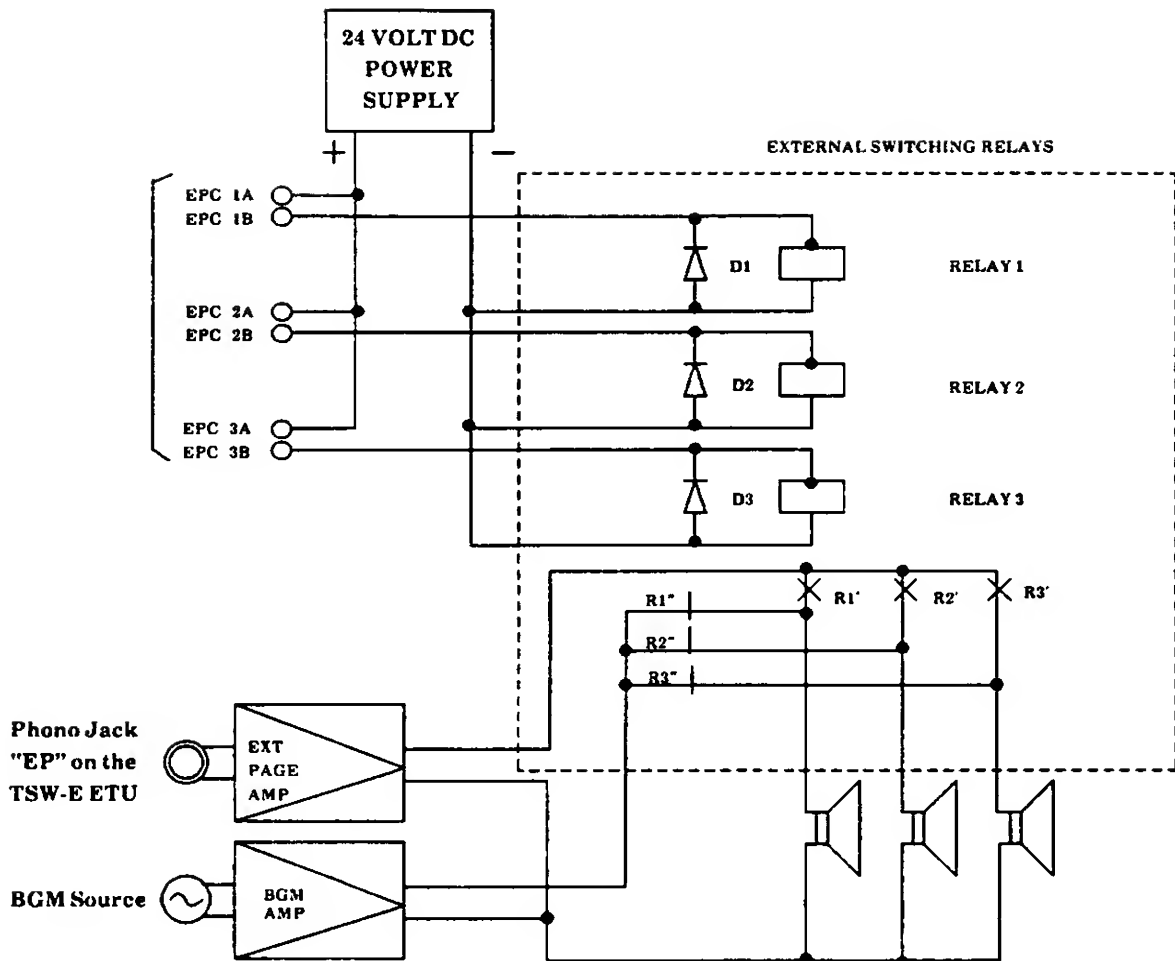 24 VOLT DC
POWER
SUPPLY
+
−
EXTERNAL SWITCHING RELAYS
EPC 1A
EPC 1B
D1
RELAY 1
EPC 2A
EPC 2B
D2
RELAY 2
EPC 3A
EPC 3B
D3
RELAY 3
R1'
R2'
R3'
R1"
R2"
R3"
Phono Jack
"EP" on the
TSW-E ETU
EXT
PAGE
AMP
BGM Source
BGM
AMP